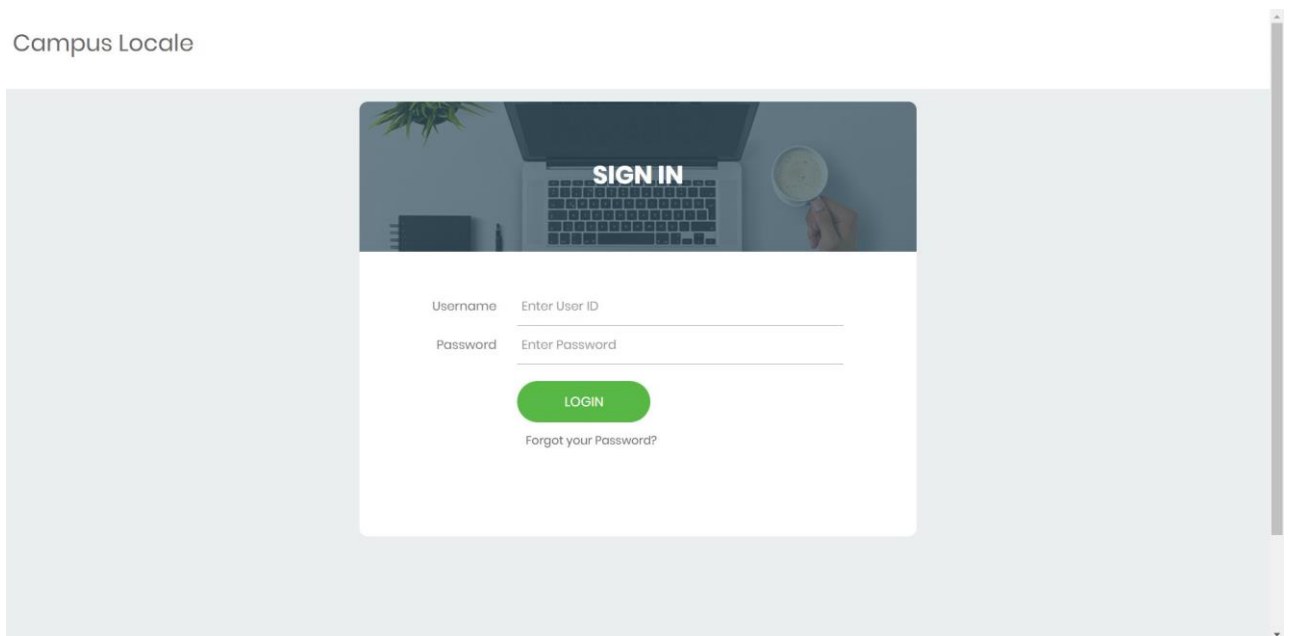 Campus Locale
SIGN IN
Username Enter User ID
Password Enter Password
LOGIN
Forgot your Password?